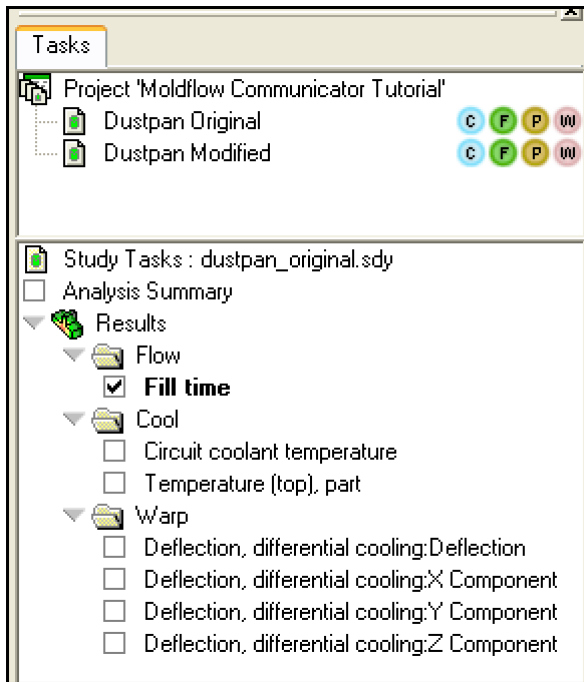 Tasks
Project 'Moldflow Communicator Tutorial'
Dustpan Original C F P W
Dustpan Modified C F P W
Study Tasks : dustpan_original.sdy
Analysis Summary
Results
Flow
Fill time
Cool
Circuit coolant temperature
Temperature (top), part
Warp
Deflection, differential cooling:Deflection
Deflection, differential cooling:X Component
Deflection, differential cooling:Y Component
Deflection, differential cooling:Z Component